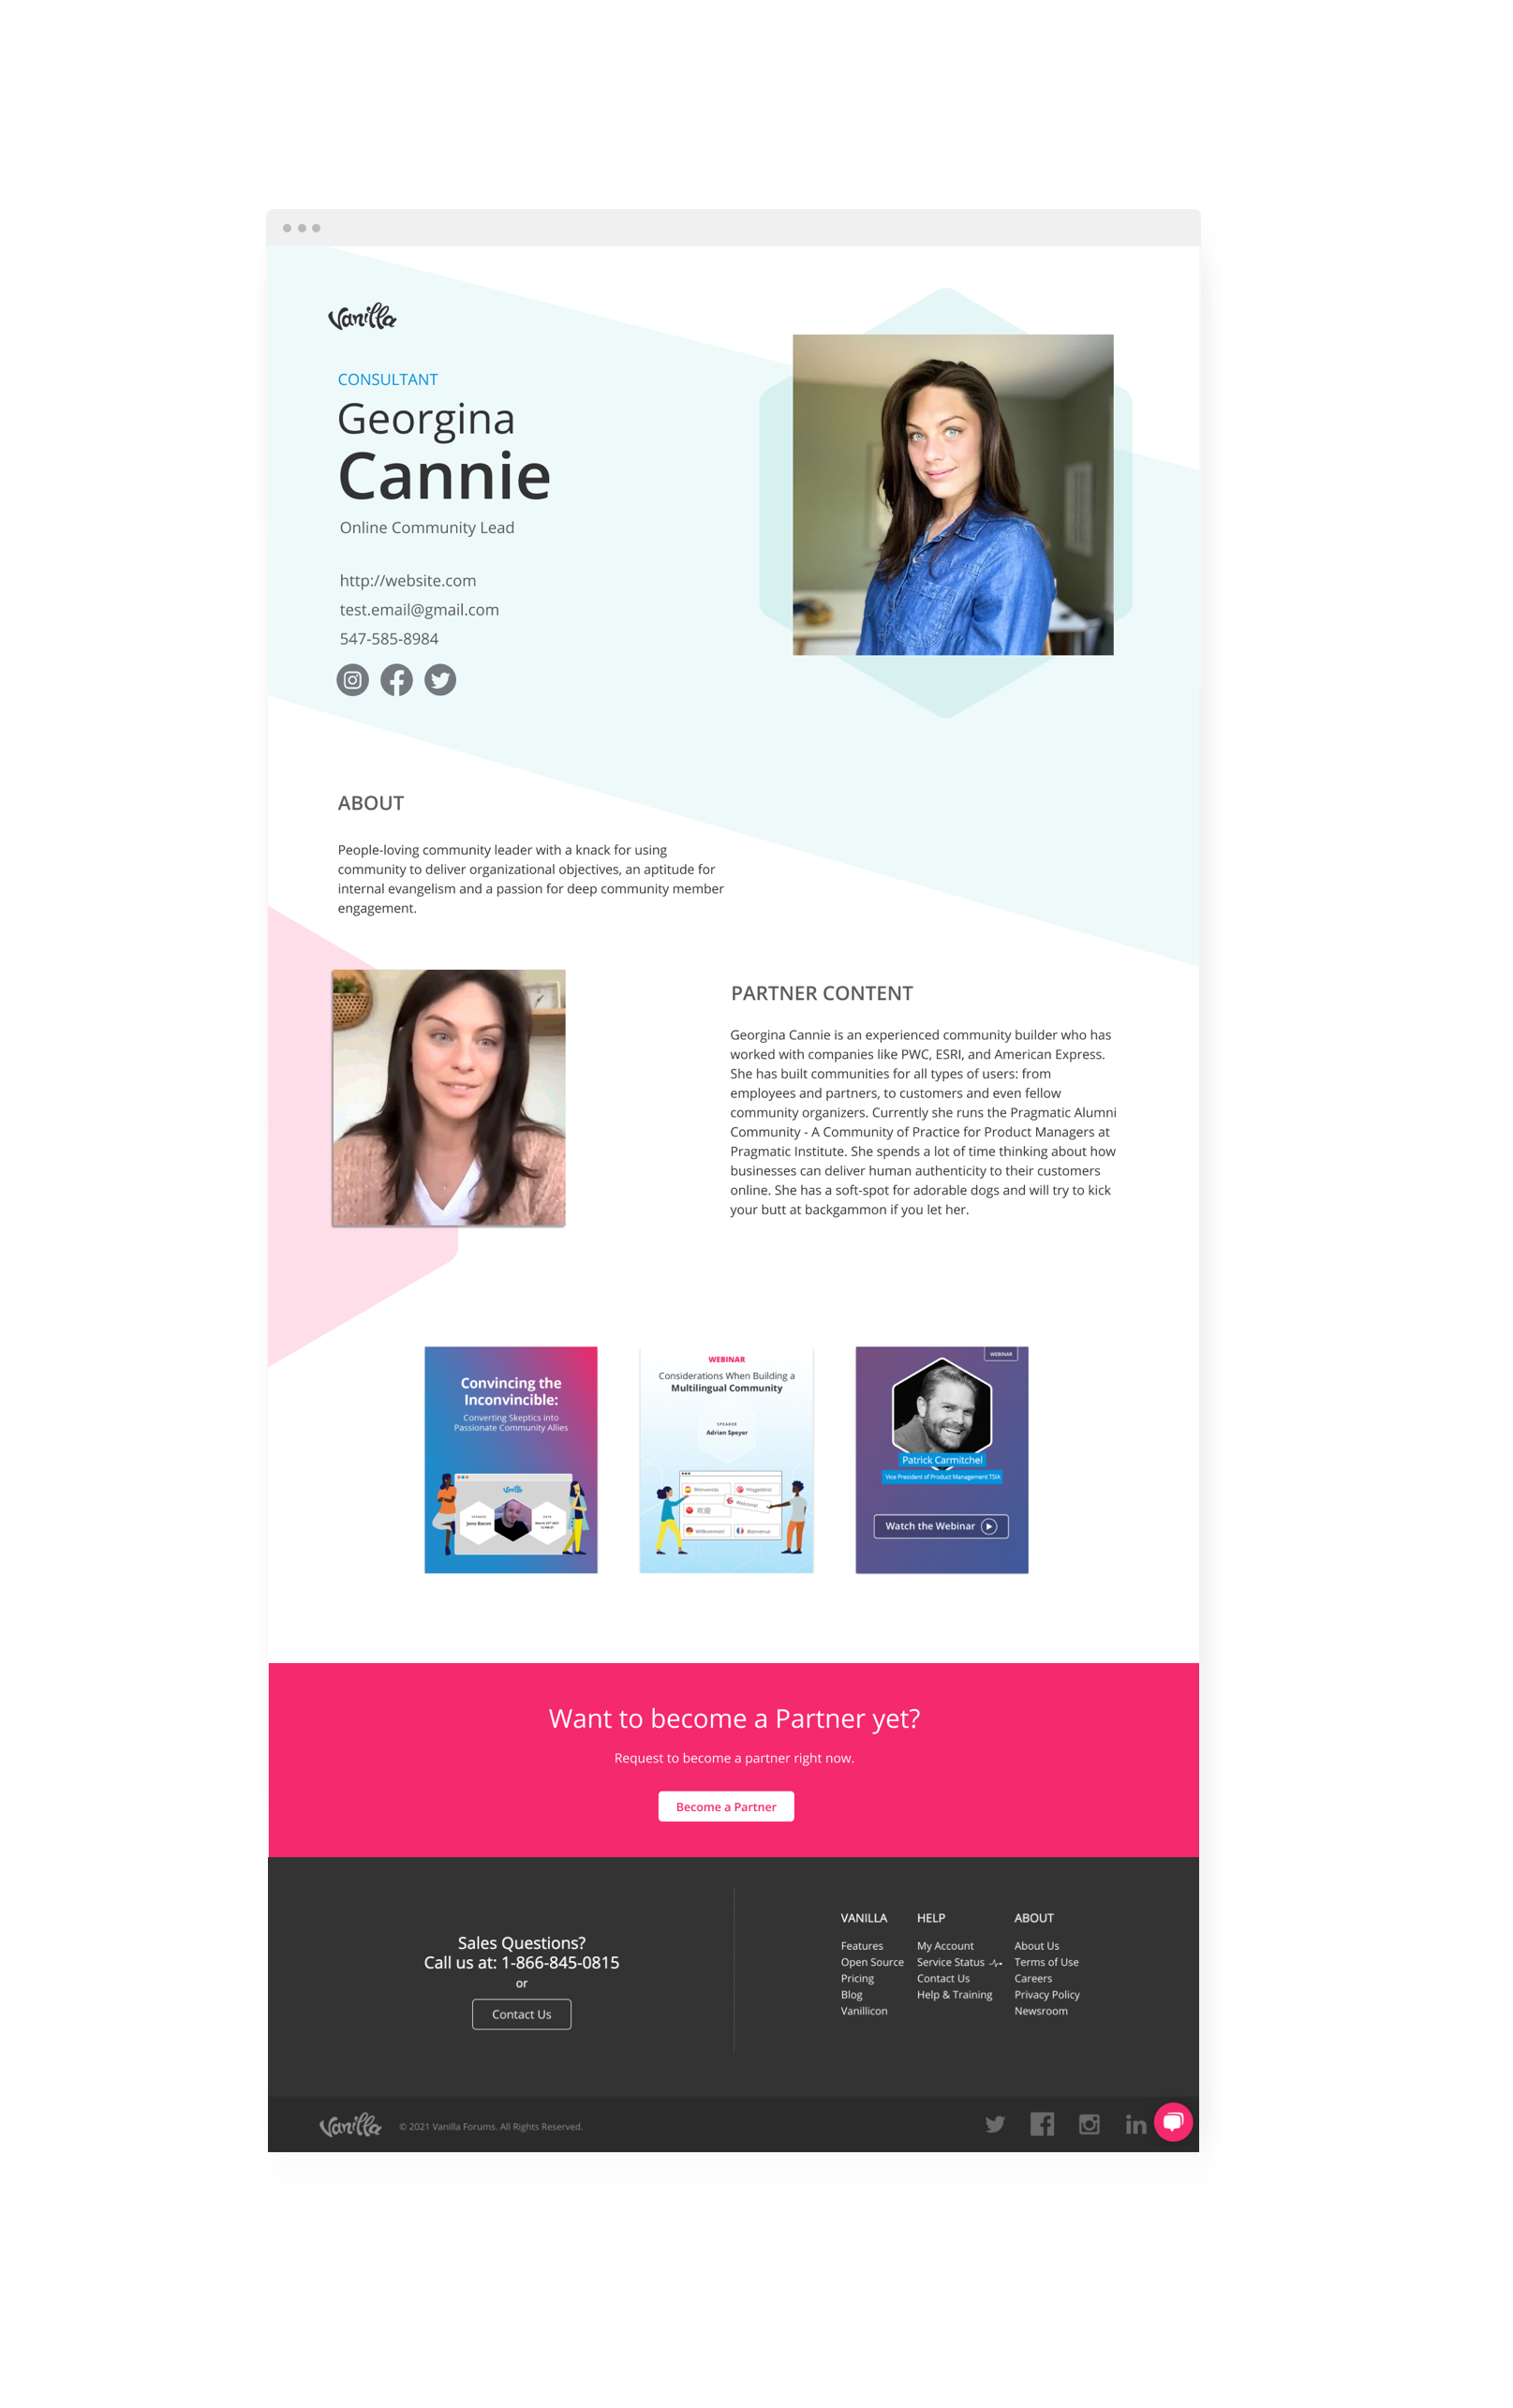 Vanilla
CONSULTANT
Georgina
Cannie
Online Community Lead
http://website.com
test.email@gmail.com
547-585-8984
ABOUT
People-loving community leader with a knack for using
community to deliver organizational objectives, an aptitude for
internal evangelism and a passion for deep community member
engagement.
PARTNER CONTENT
Georgina Cannie is an experienced community builder who has
worked with companies like PWC, ESRI, and American Express.
She has built communities for all types of users: from
employees and partners, to customers and even fellow
community organizers. Currently she runs the Pragmatic Alumni
Community - A Community of Practice for Product Managers at
Pragmatic Institute. She spends a lot of time thinking about how
businesses can deliver human authenticity to their customers
online. She has a soft-spot for adorable dogs and will try to kick
your butt at backgammon if you let her.
Convincing the
Inconvincible:
Converting Skeptics into
Passionate Community Allies
Vanilla
SPEAKER
Jono Bacon
DATE
WEBINAR
Considerations When Building a
Multilingual Community
SPEAKER
Adrian Speyer
Bienvenido
欢迎
Welcome!
Willkommen!
Bienvenue
WEBINAR
Patrick Carmitchel
Vice President of Product Management TSIA
Watch the Webinar
Want to become a Partner yet?
Request to become a partner right now.
Become a Partner
Sales Questions?
Call us at: 1-866-845-0815
or
Contact Us
VANILLA
Features
Open Source
Pricing
Blog
Vanillicon
HELP
My Account
Service Status
Contact Us
Help & Training
ABOUT
About Us
Terms of Use
Careers
Privacy Policy
Newsroom
Vanilla
© 2021 Vanilla Forums. All Rights Reserved.